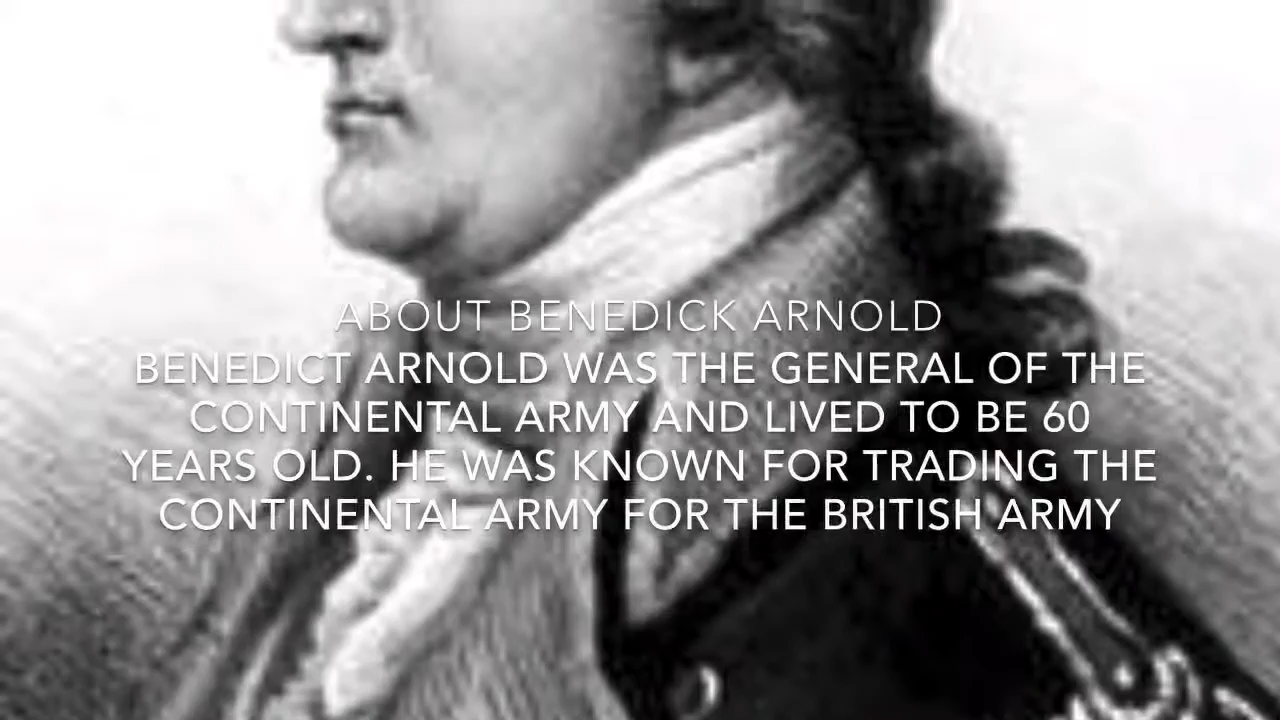 ABOUT BENEDICK ARNOLD
BENEDICT ARNOLD WAS THE GENERAL OF THE
CONTINENTAL ARMY AND LIVED TO BE 60
YEARS OLD. HE WAS KNOWN FOR TRADING THE
CONTINENTAL ARMY FOR THE BRITISH ARMY